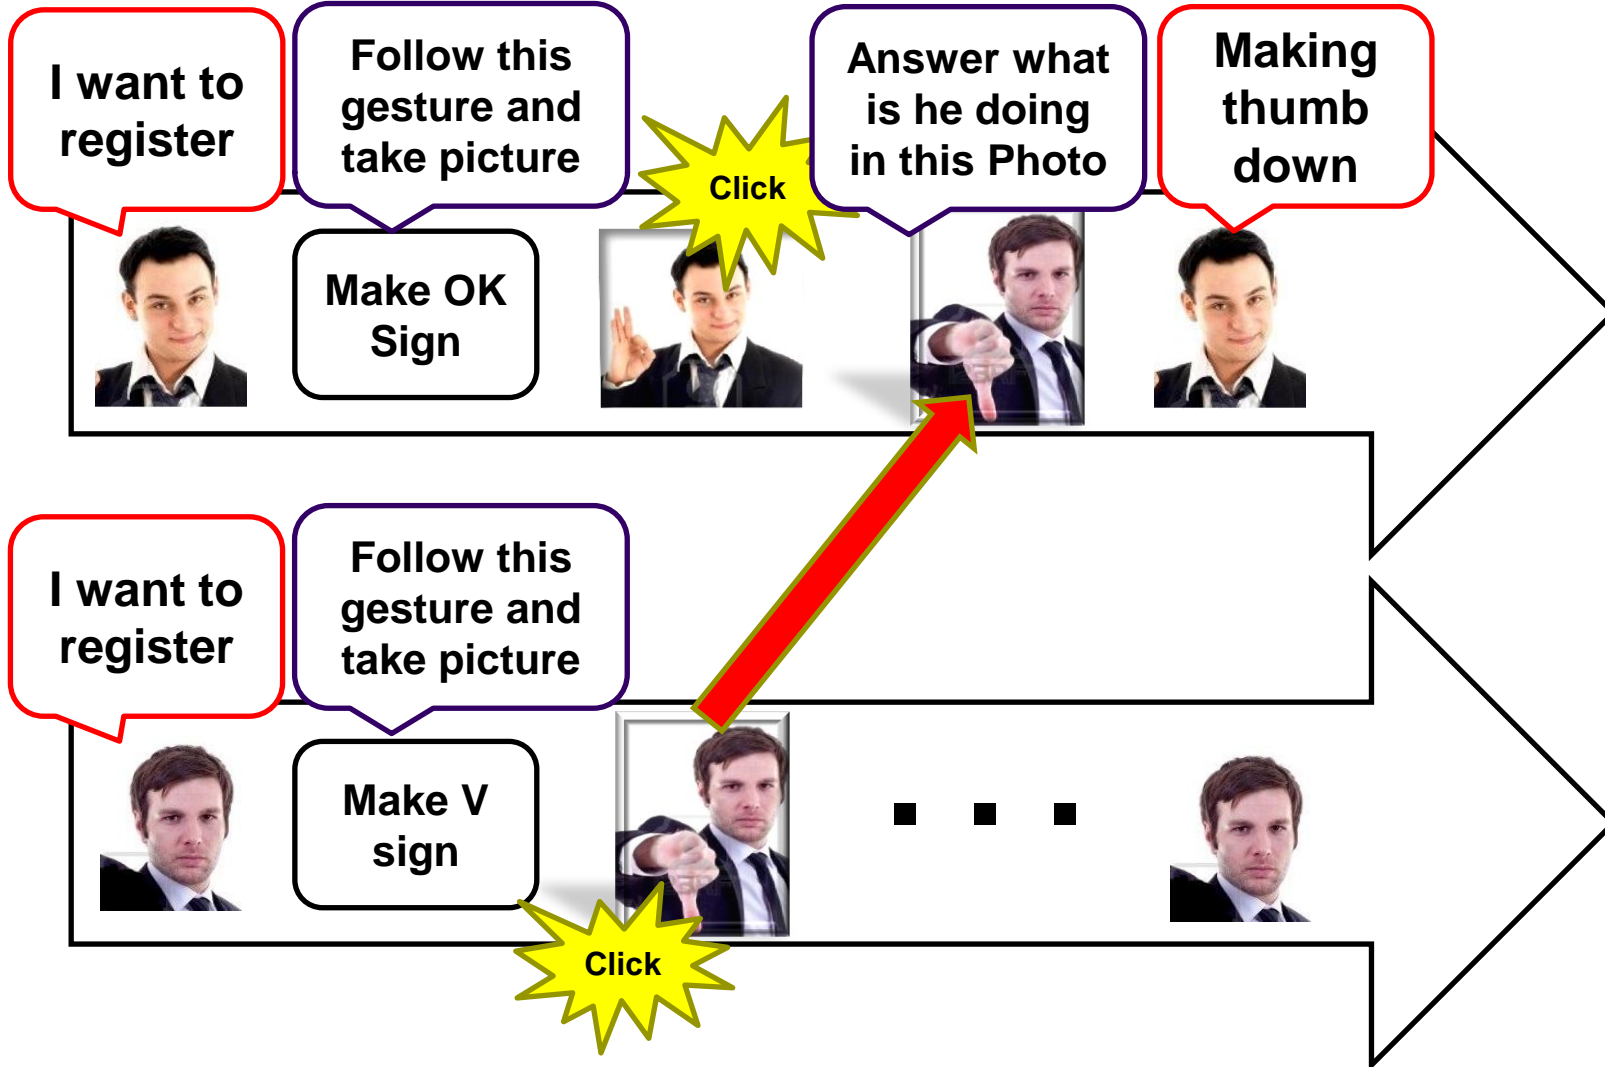 I want to
register
Follow this
gesture and
take picture
Click
Answer what
is he doing
in this Photo
Making
thumb
down
Make OK
Sign
I want to
register
Follow this
gesture and
take picture
Make V
sign
Click